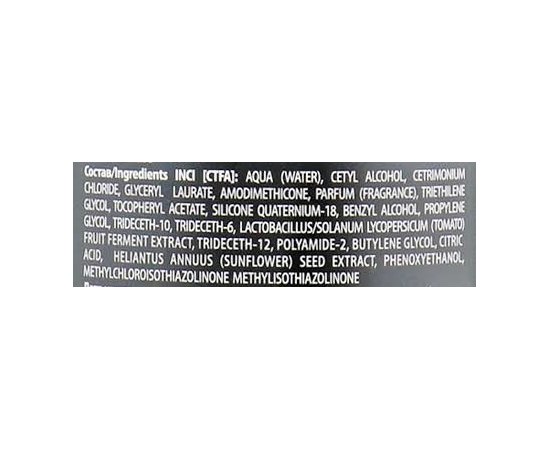 Состав/Ingredients INCI [CTFA]: AQUA (WATER), CETYL ALCOHOL, CETRIMONIUM
CHLORIDE, GLYCERYL LAURATE, AMODIMETHICONE, PARFUM (FRAGRANCE), TRIETHILENE
GLYCOL, TOCOPHERYL ACETATE, SILICONE QUATERNIUM-18, BENZYL ALCOHOL, PROPYLENE
GLYCOL, TRIDECETH-10, TRIDECETH-6, LACTOBACILLUS/SOLANUM LYCOPERSICUM (TOMATO)
FRUIT FERMENT EXTRACT, TRIDECETH-12, POLYAMIDE-2, BUTYLENE GLYCOL, CITRIC
ACID, HELIANTUS ANNUUS (SUNFLOWER) SEED EXTRACT, PHENOXYETHANOL,
METHYLCHLOROISOTHIAZOLINONE METHYLISOTHIAZOLINONE